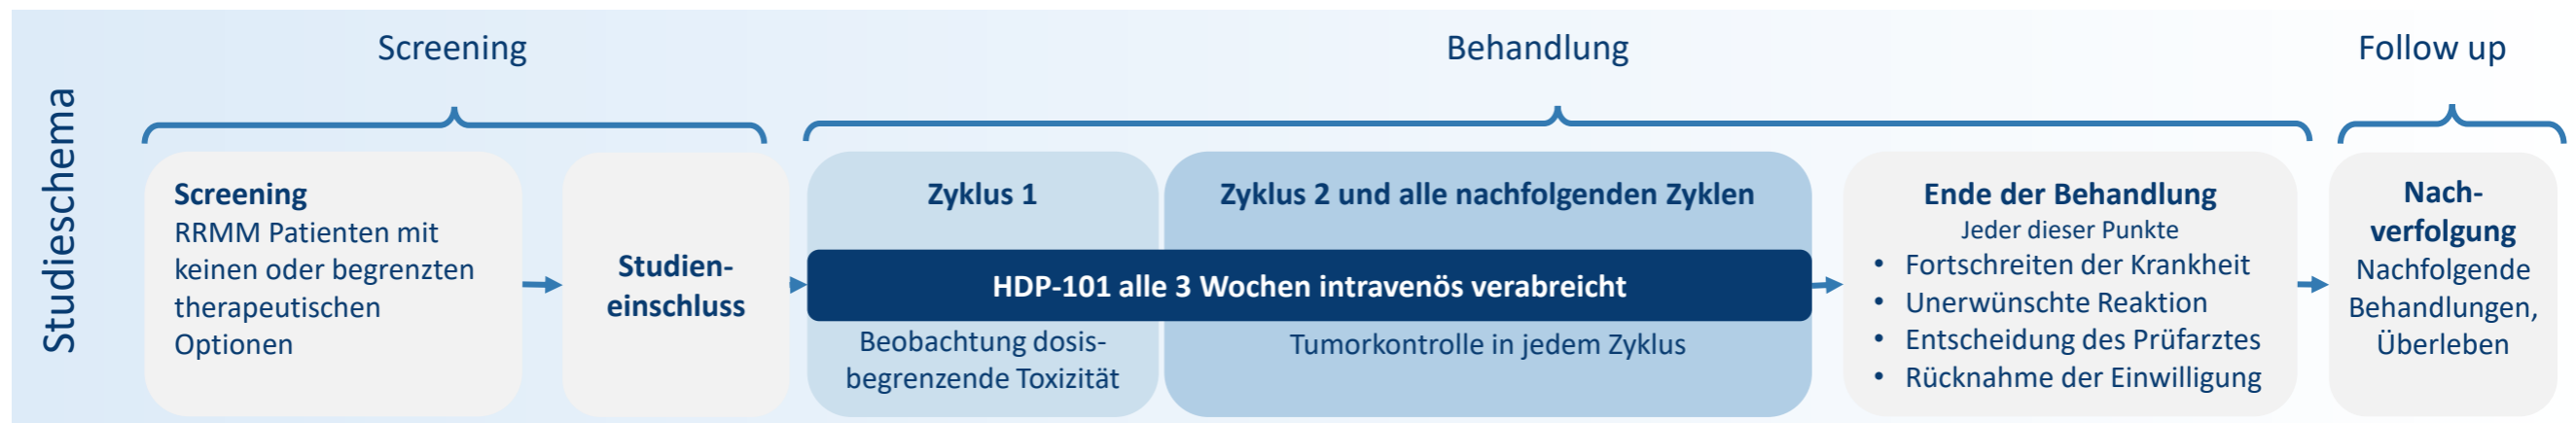 Studieschema
Screening
Behandlung
Follow up
Screening
RRMM Patienten mit
keinen oder begrenzten
therapeutischen
Optionen
Studien-
einschluss
Zyklus 1
Zyklus 2 und alle nachfolgenden Zyklen
HDP-101 alle 3 Wochen intravenös verabreicht
Beobachtung dosis-
begrenzende Toxizität
Tumorkontrolle in jedem Zyklus
Ende der Behandlung
Jeder dieser Punkte
• Fortschreiten der Krankheit
• Unerwünschte Reaktion
• Entscheidung des Prüfarztes
• Rücknahme der Einwilligung
Nach-
verfolgung
Nachfolgende
Behandlungen,
Überleben